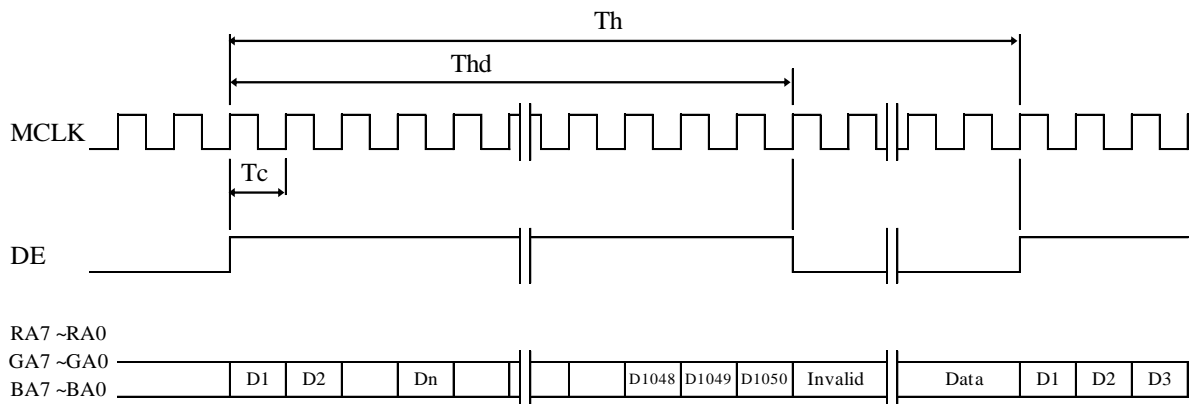 Th
Thd
MCLK
Tc
DE
RA7 ~RA0
GA7 ~GA0
BA7 ~BA0
D1 D2 Dn D1048 D1049 D1050 Invalid Data D1 D2 D3